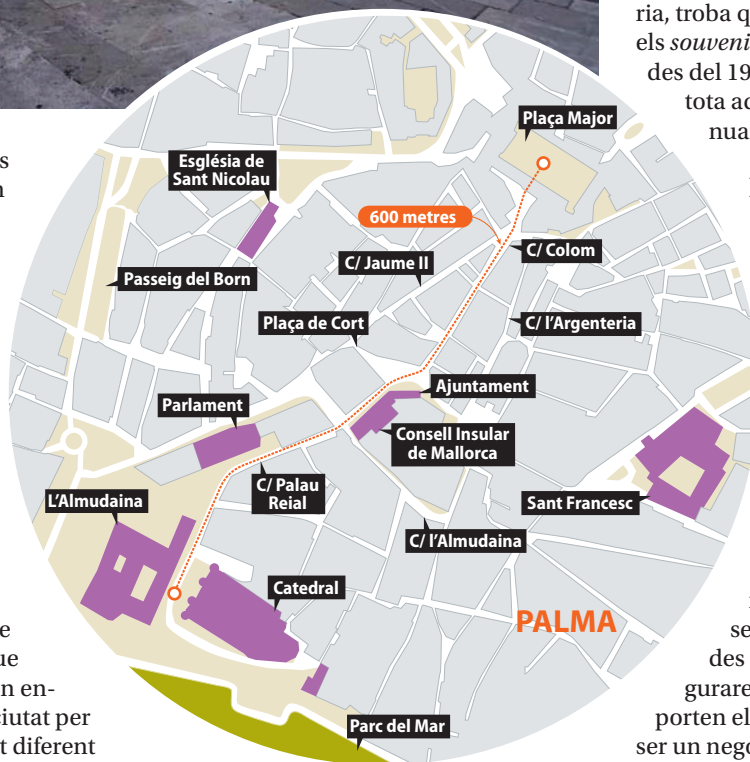 ria, troba q
els souveni
des del 19
tota ac
nua
s
Plaça Major
Església de
Sant Nicolau
600 metres
C/ Colom
C/ Jaume II
Passeig del Born
Plaça de Cort
C/ l'Argenteria
Ajuntament
Parlament
Consell Insular
de Mallorca
C/ Palau
Reial
L'Almudaina
Sant Francesc
C/ l'Almudaina
Catedral
PALMA
Parc del Mar
e
ue
n en-
ciutat per
t diferent
se
des
gurare
porten el
ser un nego